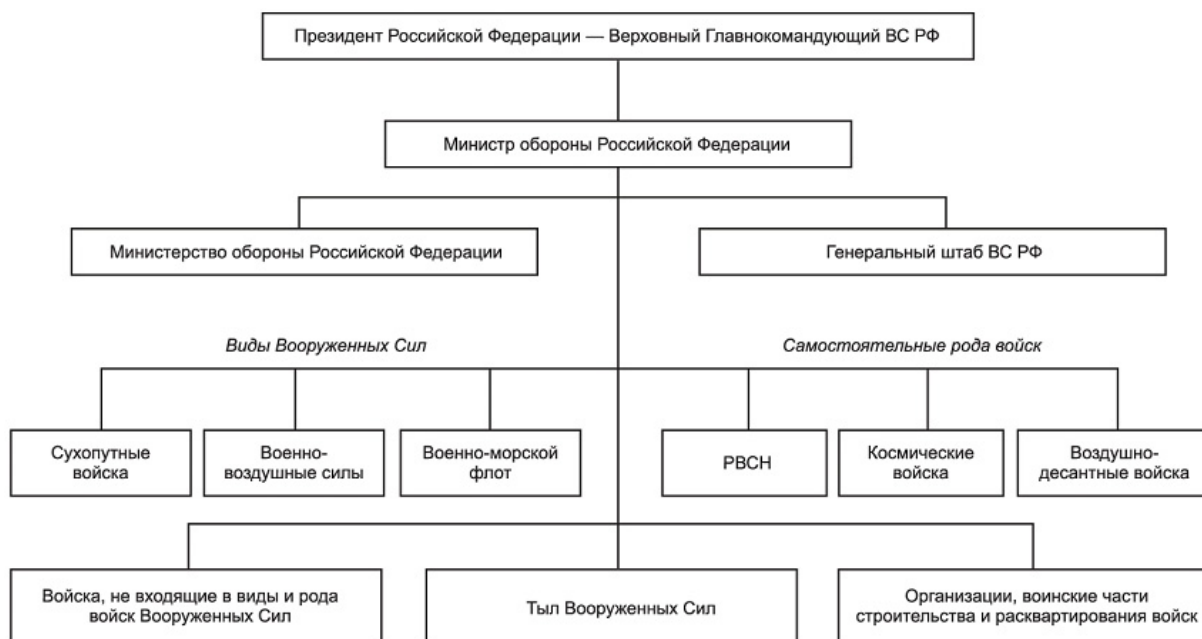 Президент Российской Федерации — Верховный Главнокомандующий ВС РФ
Министр обороны Российской Федерации
Министерство обороны Российской Федерации
Генеральный штаб ВС РФ
Виды Вооруженных Сил
Самостоятельные рода войск
Сухопутные
войска
Военно-
воздушные силы
Военно-морской
флот
РВСН
Космические
войска
Воздушно-
десантные войска
Войска, не входящие в виды и рода
войск Вооруженных Сил
Тыл Вооруженных Сил
Организации, воинские части
строительства и расквартирования войск